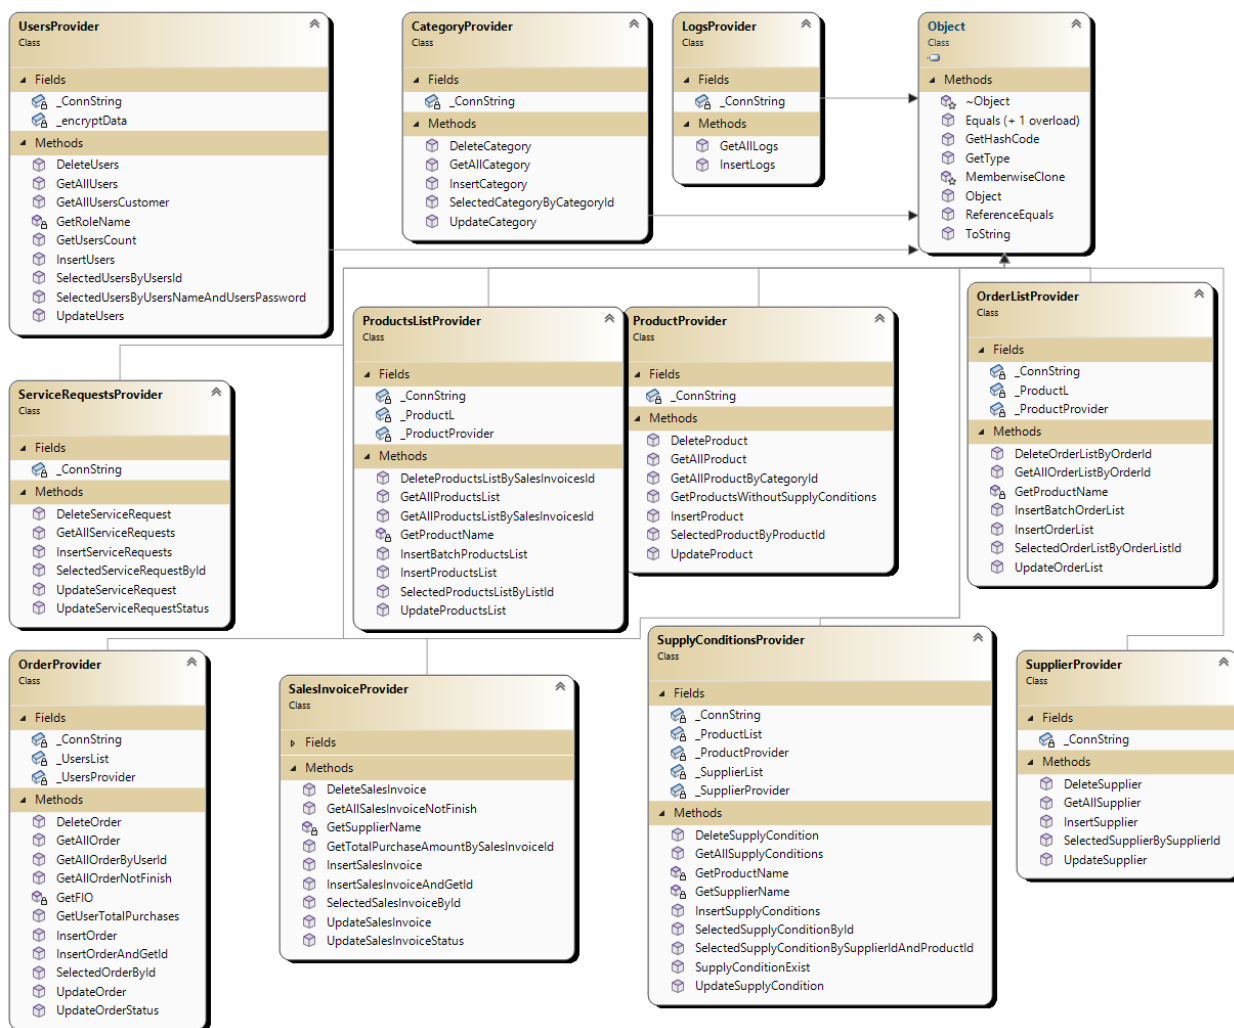 UsersProvider
Class
Fields
_ConnString
_encryptData
Methods
DeleteUsers
GetAllUsers
GetAllUsersCustomer
GetRoleName
GetUsersCount
InsertUsers
SelectedUsersByUsersId
SelectedUsersByUsersNameAndUsersPassword
UpdateUsers
CategoryProvider
Class
Fields
_ConnString
Methods
DeleteCategory
GetAllCategory
InsertCategory
SelectedCategoryByCategoryId
UpdateCategory
LogsProvider
Class
Fields
_ConnString
Methods
GetAllLogs
InsertLogs
Object
Class
Methods
~Object
Equals (+ 1 overload)
GetHashCode
GetType
MemberwiseClone
Object
ReferenceEquals
ToString
ServiceRequestsProvider
Class
Fields
_ConnString
Methods
DeleteServiceRequest
GetAllServiceRequests
InsertServiceRequests
SelectedServiceRequestById
UpdateServiceRequest
UpdateServiceRequestStatus
ProductsListProvider
Class
Fields
_ConnString
_ProductL
_ProductProvider
Methods
DeleteProductsListBySalesInvoicesId
GetAllProductsList
GetAllProductsListBySalesInvoicesId
GetProductName
InsertBatchProductsList
InsertProductsList
SelectedProductsListByListId
UpdateProductsList
ProductProvider
Class
Fields
_ConnString
Methods
DeleteProduct
GetAllProduct
GetAllProductByCategoryId
GetProductsWithoutSupplyConditions
InsertProduct
SelectedProductByProductId
UpdateProduct
OrderListProvider
Class
Fields
_ConnString
_ProductL
_ProductProvider
Methods
DeleteOrderListByOrderId
GetAllOrderListByOrderId
GetProductName
InsertBatchOrderList
InsertOrderList
SelectedOrderListByOrderListId
UpdateOrderList
OrderProvider
Class
Fields
_ConnString
_UsersList
_UsersProvider
Methods
DeleteOrder
GetAllOrder
GetAllOrderByUserId
GetAllOrderNotFinish
GetFIO
GetUserTotalPurchases
InsertOrder
InsertOrderAndGetId
SelectedOrderById
UpdateOrder
UpdateOrderStatus
SalesInvoiceProvider
Class
Fields
Methods
DeleteSalesInvoice
GetAllSalesInvoiceNotFinish
GetSupplierName
GetTotalPurchaseAmountBySalesInvoiceId
InsertSalesInvoice
InsertSalesInvoiceAndGetId
SelectedSalesInvoiceById
UpdateSalesInvoice
UpdateSalesInvoiceStatus
SupplyConditionsProvider
Class
Fields
_ConnString
_ProductList
_ProductProvider
_SupplierList
_SupplierProvider
Methods
DeleteSupplyCondition
GetAllSupplyConditions
GetProductName
GetSupplierName
InsertSupplyConditions
SelectedSupplyConditionById
SelectedSupplyConditionBySupplierIdAndProductId
SupplyConditionExist
UpdateSupplyCondition
SupplierProvider
Class
Fields
_ConnString
Methods
DeleteSupplier
GetAllSupplier
InsertSupplier
SelectedSupplierBySupplierId
UpdateSupplier